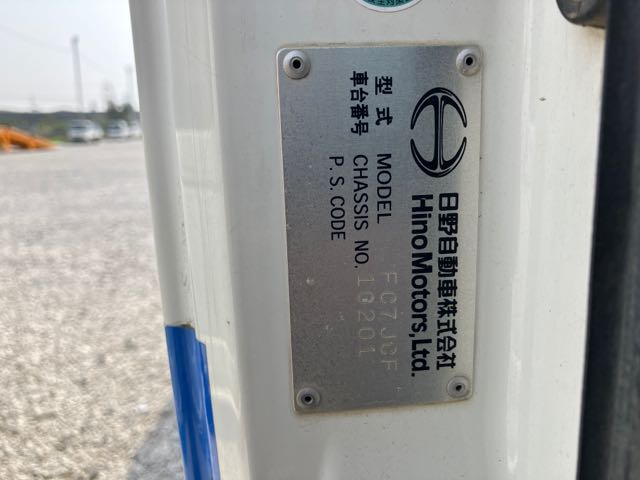 日野自動車株式会社
Hino Motors, Ltd.
型式 MODEL FC7JCF
車台番号 CHASSIS NO. 10201
P.S.CODE